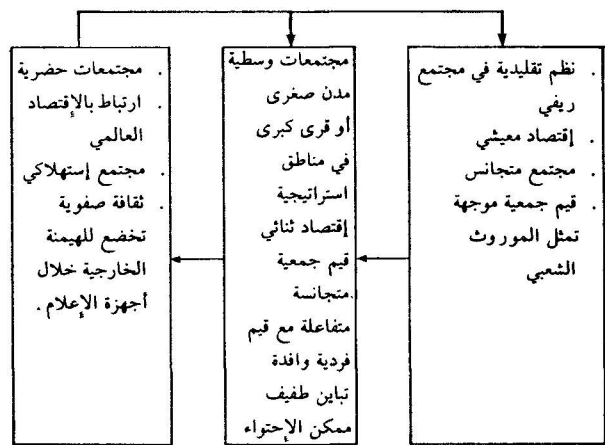 . نظم تقليدية في مجتمع
ريفي
. إقتصاد معيشي
. مجتمع متجانس
. قيم جمعية موجهة
تمثل الموروث
الشعبي
مجتمعات وسطية
مدن صغرى
أو قرى كبرى
في مناطق
استراتيجية
إقتصاد ثنائي
قيم جمعية
متجانسة
متفاعلة مع قيم
فردية وافدة
تباين طفيف
ممكن الإحتواء
. مجتمعات حضرية
. ارتباط بالإقتصاد
العالمي
. مجتمع إستهلاكي
. ثقافة صفوية
تخضع للهيمنة
الخارجية خلال
أجهزة الإعلام .